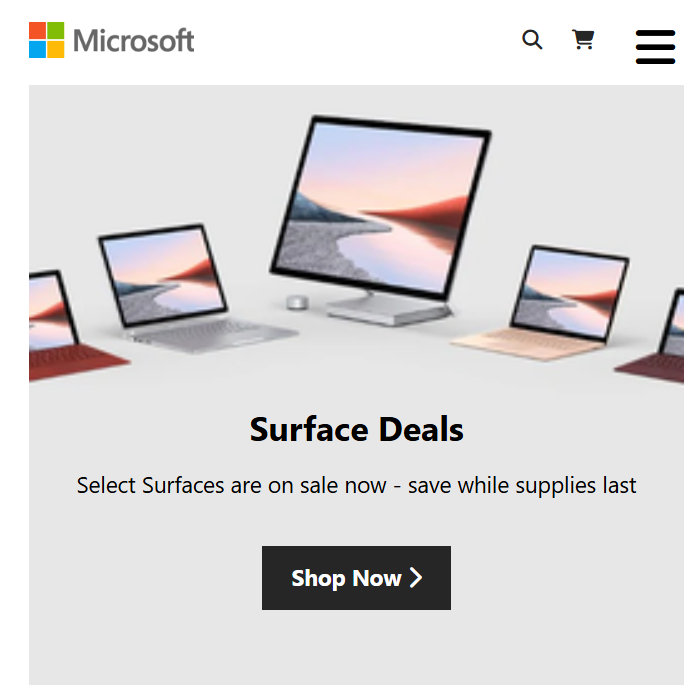 Microsoft
Surface Deals
Select Surfaces are on sale now - save while supplies last
Shop Now